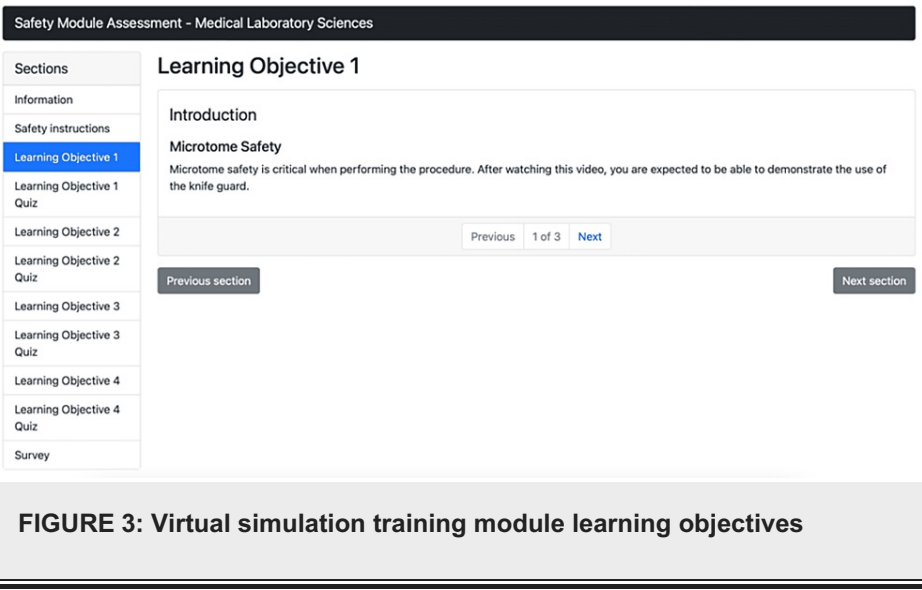 Safety Module Assessment - Medical Laboratory Sciences
Sections
Information
Safety instructions
Learning Objective 1
Learning Objective 1
Quiz
Learning Objective 2
Learning Objective 2
Quiz
Learning Objective 3
Learning Objective 3
Quiz
Learning Objective 4
Learning Objective 4
Quiz
Survey
Learning Objective 1
Introduction
Microtome Safety
Microtome safety is critical when performing the procedure. After watching this video, you are expected to be able to demonstrate the use of
the knife guard.
Previous 1 of 3 Next
Previous section
Next section
FIGURE 3: Virtual simulation training module learning objectives